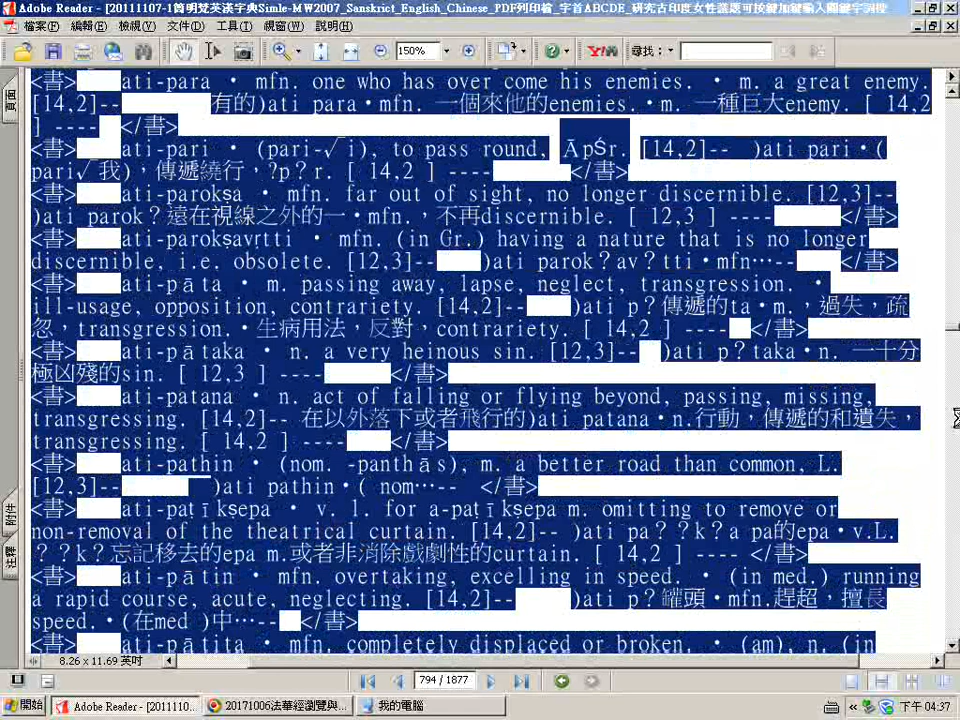 Adobe Reader - [20111107-1簡明梵英漢字典Simle-MW2007_Sanskrict_English_Chinese_PDF列印檔_字首ABCDE_研究古印度女性議題可按鍵加鍵輸入關鍵字詞搜
檔案(F) 編輯(E) 檢視(V) 文件(D) 工具(T) 視窗(W) 說明(H)
150% Y!! 尋找：
<書> ati-para • mfn. one who has over come his enemies. • m. a great enemy.
[14,2]-- 有的)ati para•mfn. 一個來他的enemies.•m. 一種巨大enemy. [ 14,2
] ---- </書>
<書> ati-pari • (pari-√i), to pass round, ĀpŚr. [14,2]-- )ati pari•(
pari√我)，傳遞繞行，?p?r. [ 14,2 ] ---- </書>
<書> ati-parokṣa • mfn. far out of sight, no longer discernible. [12,3]--
)ati parok？遠在視線之外的一•mfn.，不再discernible. [ 12,3 ] ---- </書>
<書> ati-parokṣavṛtti • mfn. (in Gr.) having a nature that is no longer
discernible, i.e. obsolete. [12,3]-- )ati parok？av？tti•mfn…-- </書>
<書> ati-pāta • m. passing away, lapse, neglect, transgression. •
ill-usage, opposition, contrariety. [14,2]-- )ati p？傳遞的ta•m.，過失，疏
忽，transgression.•生病用法，反對，contrariety. [ 14,2 ] ---- </書>
<書> ati-pātaka • n. a very heinous sin. [12,3]-- )ati p？taka•n. 一十分
極凶殘的sin. [ 12,3 ] ---- </書>
<書> ati-patana • n. act of falling or flying beyond, passing, missing,
transgressing. [14,2]-- 在以外落下或者飛行的)ati patana•n.行動，傳遞的和遺失，
transgressing. [ 14,2 ] ---- </書>
<書> ati-pathin • (nom. -panthās), m. a better road than common, L.
[12,3]-- )ati pathin•( nom…-- </書>
<書> ati-paṭīkṣepa • v. l. for a-paṭīkṣepa m. omitting to remove or
non-removal of the theatrical curtain. [14,2]-- )ati pa？？k？a pa的epa•v.L.
？？k？忘記移去的epa m.或者非消除戲劇性的curtain. [ 14,2 ] ---- </書>
<書> ati-pātin • mfn. overtaking, excelling in speed. • (in med.) running
a rapid course, acute, neglecting. [14,2]-- )ati p？罐頭•mfn.趕超，擅長
speed.•(在med )中…-- </書>
<書> ati-pātita • mfn. completely displaced or broken. • (am), n. (in
頁面
附件
注釋
8.26 x 11.69 英吋
794 / 1877
開始 Adobe Reader - [2011110... 20171006法華經瀏覽與... 我的電腦 下午 04:37